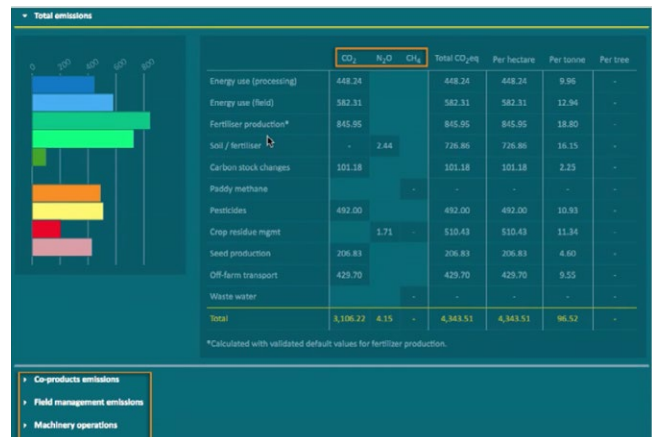 Total emissions
0 200 400 600 800
CO2 N2O CH4 Total CO2eq Per hectare Per tonne Per tree
Energy use (processing) 448.24 448.24 448.24 9.96 -
Energy use (field) 582.31 582.31 582.31 12.94 -
Fertiliser production* 845.95 845.95 845.95 18.80 -
Soil / fertiliser - 2.44 726.86 726.86 16.15 -
Carbon stock changes 101.18 101.18 101.18 2.25 -
Paddy methane - - - - -
Pesticides 492.00 492.00 492.00 10.93 -
Crop residue mgmt 1.71 - 510.43 510.43 11.34 -
Seed production 206.83 206.83 206.83 4.60 -
Off-farm transport 429.70 429.70 429.70 9.55 -
Waste water - - - - -
Total 3,106.22 4.15 - 4,343.51 4,343.51 96.52 -
*Calculated with validated default values for fertilizer production.
Co-products emissions
Field management emissions
Machinery operations